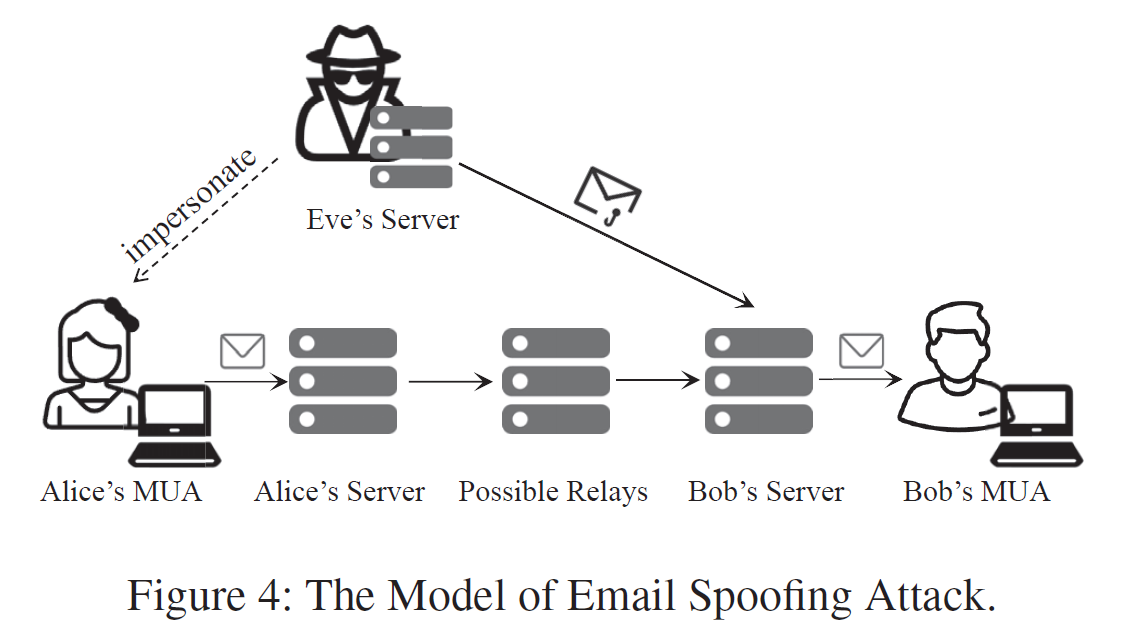 impersonate
Eve’s Server
Alice’s MUA
Alice’s Server
Possible Relays
Bob’s Server
Bob’s MUA
Figure 4: The Model of Email Spoofing Attack.